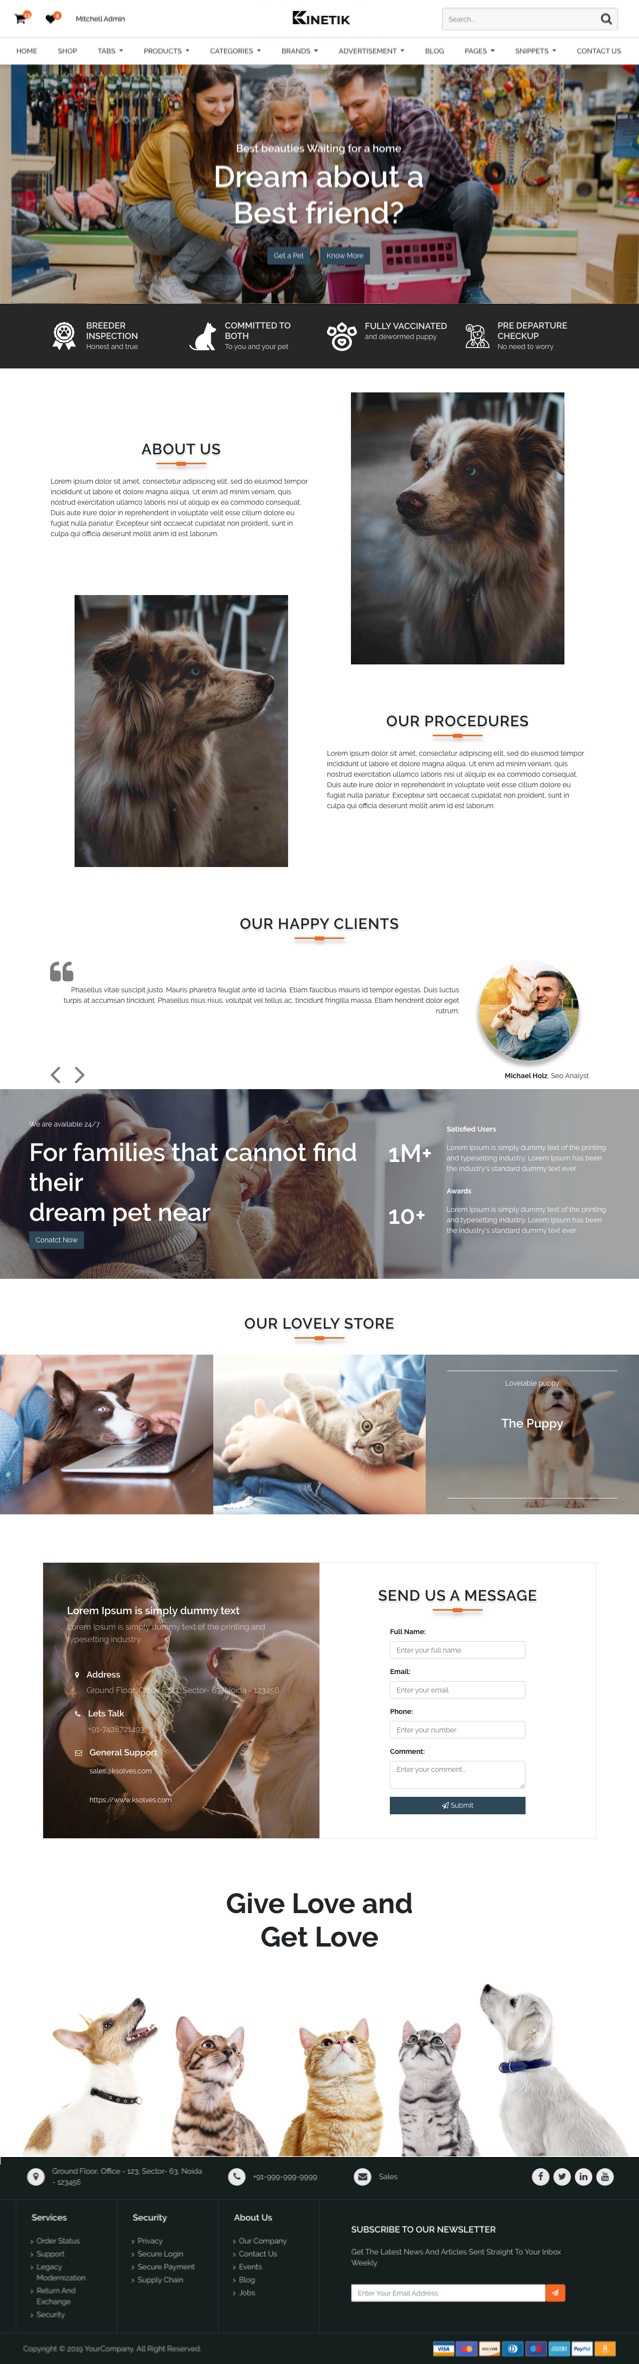 Mitchell Admin
KINETIK
Search...
HOME SHOP TABS PRODUCTS CATEGORIES BRANDS ADVERTISEMENT BLOG PAGES SNIPPETS CONTACT US
Best beauties Waiting for a home
Dream about a
Best friend?
Get a Pet Know More
BREEDER
INSPECTION
Honest and true
COMMITTED TO
BOTH
To you and your pet
FULLY VACCINATED
and dewormed puppy
PRE DEPARTURE
CHECKUP
No need to worry
ABOUT US
Lorem ipsum dolor sit amet, consectetur adipiscing elit, sed do eiusmod tempor
incididunt ut labore et dolore magna aliqua. Ut enim ad minim veniam, quis
nostrud exercitation ullamco laboris nisi ut aliquip ex ea commodo consequat.
Duis aute irure dolor in reprehenderit in voluptate velit esse cillum dolore eu
fugiat nulla pariatur. Excepteur sint occaecat cupidatat non proident, sunt in
culpa qui officia deserunt mollit anim id est laborum.
OUR PROCEDURES
Lorem ipsum dolor sit amet, consectetur adipiscing elit, sed do eiusmod tempor
incididunt ut labore et dolore magna aliqua. Ut enim ad minim veniam, quis
nostrud exercitation ullamco laboris nisi ut aliquip ex ea commodo consequat.
Duis aute irure dolor in reprehenderit in voluptate velit esse cillum dolore eu
fugiat nulla pariatur. Excepteur sint occaecat cupidatat non proident, sunt in
culpa qui officia deserunt mollit anim id est laborum.
OUR HAPPY CLIENTS
Phasellus vitae suscipit justo. Mauris pharetra feugiat ante id lacinia. Etiam faucibus mauris id tempor egestas. Duis luctus
turpis at accumsan tincidunt. Phasellus risus risus, volutpat vel tellus ac, tincidunt fringilla massa. Etiam hendrerit dolor eget
rutrum.
Michael Holz, Seo Analyst
We are available 24/7
For families that cannot find
their
dream pet near
Conatct Now
1M+
Satisfied Users
Lorem Ipsum is simply dummy text of the printing
and typesetting industry. Lorem Ipsum has been
the industry's standard dummy text ever
10+
Awards
Lorem Ipsum is simply dummy text of the printing
and typesetting industry. Lorem Ipsum has been
the industry's standard dummy text ever
OUR LOVELY STORE
Lovelable puppy
The Puppy
Lorem Ipsum is simply dummy text
Lorem Ipsum is simply dummy text of the printing and
typesetting industry.
Address
Ground Floor, Office - 123, Sector- 63, Noida - 123456
Lets Talk
+91-7428721493
General Support
sales@ksolves.com
https://www.ksolves.com
SEND US A MESSAGE
Full Name:
Enter your full name
Email:
Enter your email
Phone:
Enter your number
Comment:
Enter your comment...
Submit
Give Love and
Get Love
Ground Floor, Office - 123, Sector- 63, Noida
- 123456
+91-999-999-9999
Sales
Services
Order Status
Support
Legacy
Modernization
Return And
Exchange
Security
Security
Privacy
Secure Login
Secure Payment
Supply Chain
About Us
Our Company
Contact Us
Events
Blog
Jobs
SUBSCRIBE TO OUR NEWSLETTER
Get The Latest News And Articles Sent Straight To Your Inbox
Weekly
Enter Your Email Address
Copyright © 2019 YourCompany. All Right Reserved.
VISA
PayPal